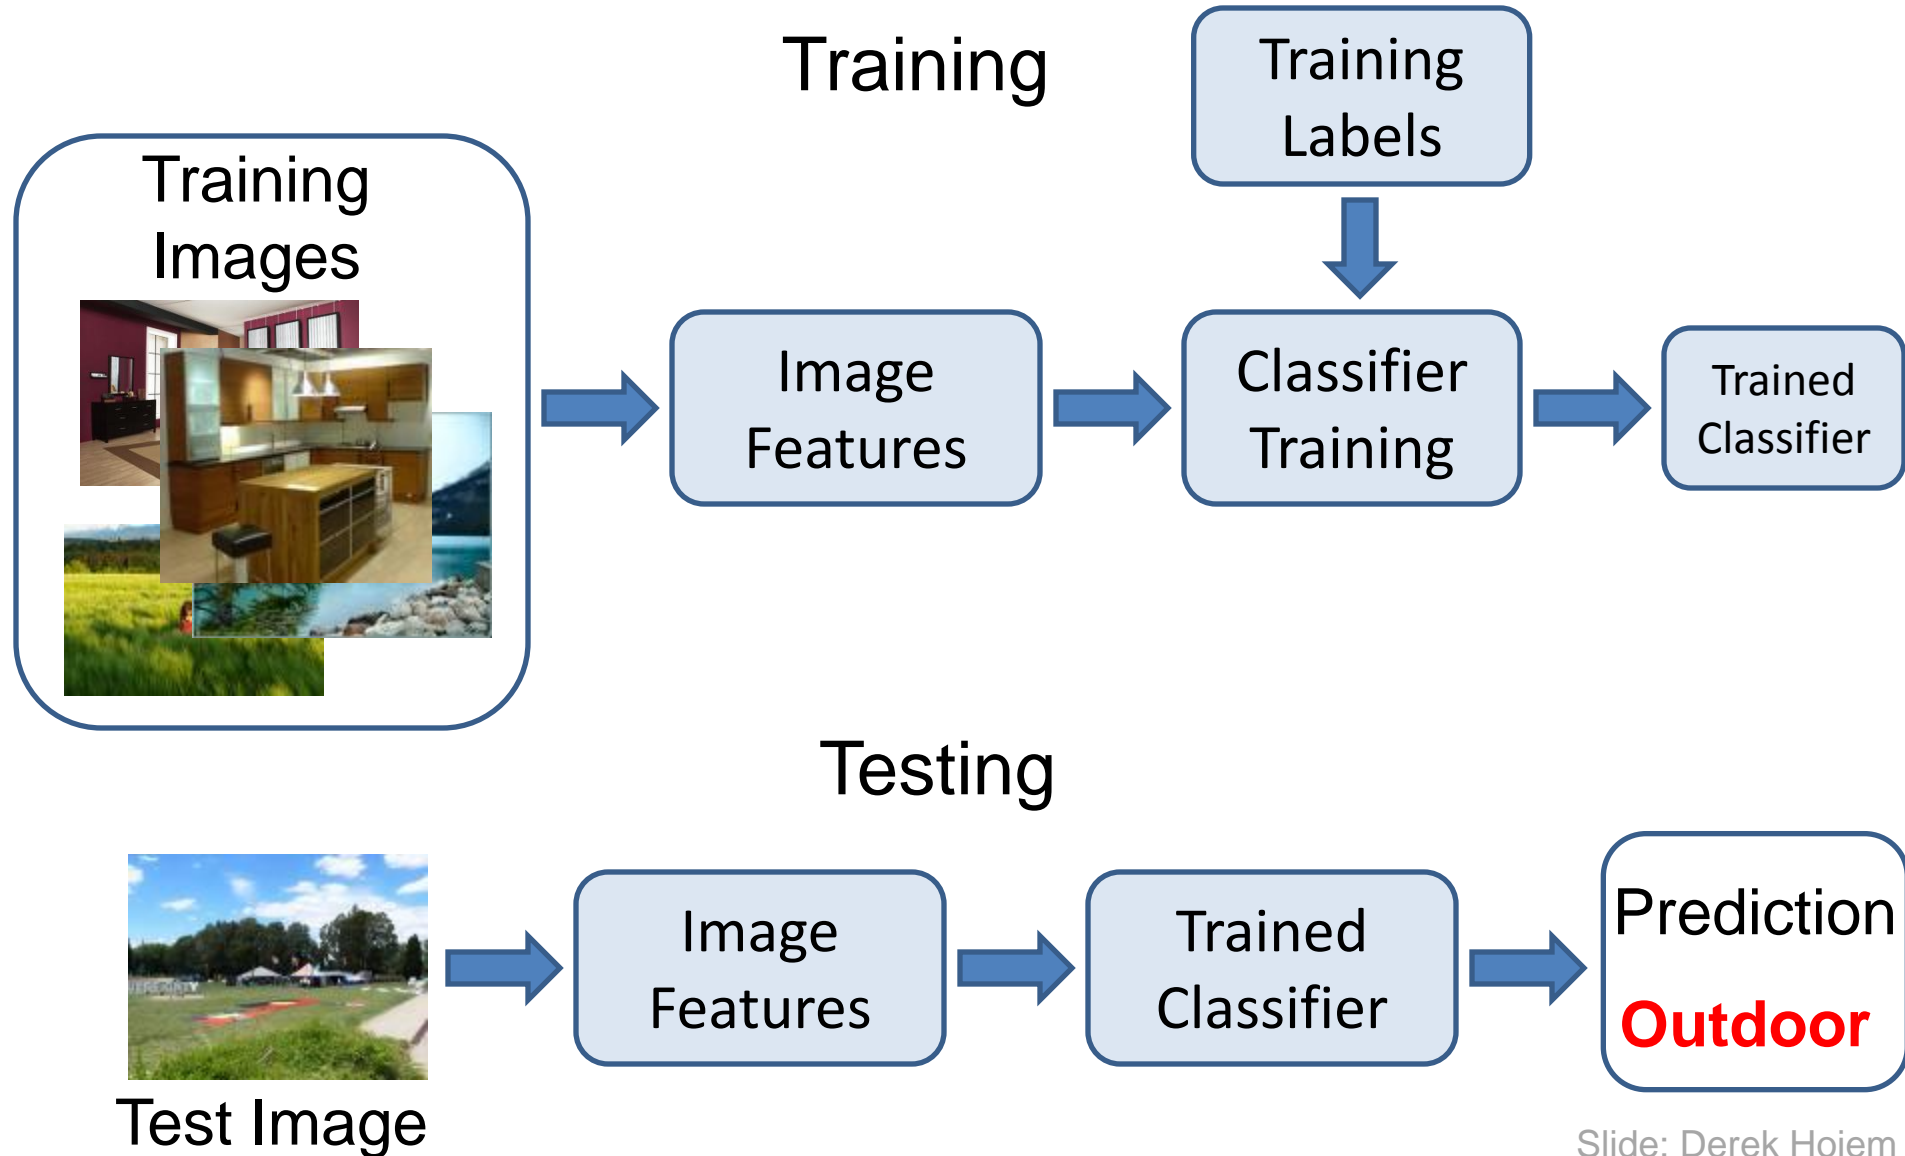 Training
Training
Labels
Training
Images
Image
Features
Classifier
Training
Trained
Classifier
Testing
Image
Features
Trained
Classifier
Prediction
Outdoor
Test Image
Slide: Derek Hoiem